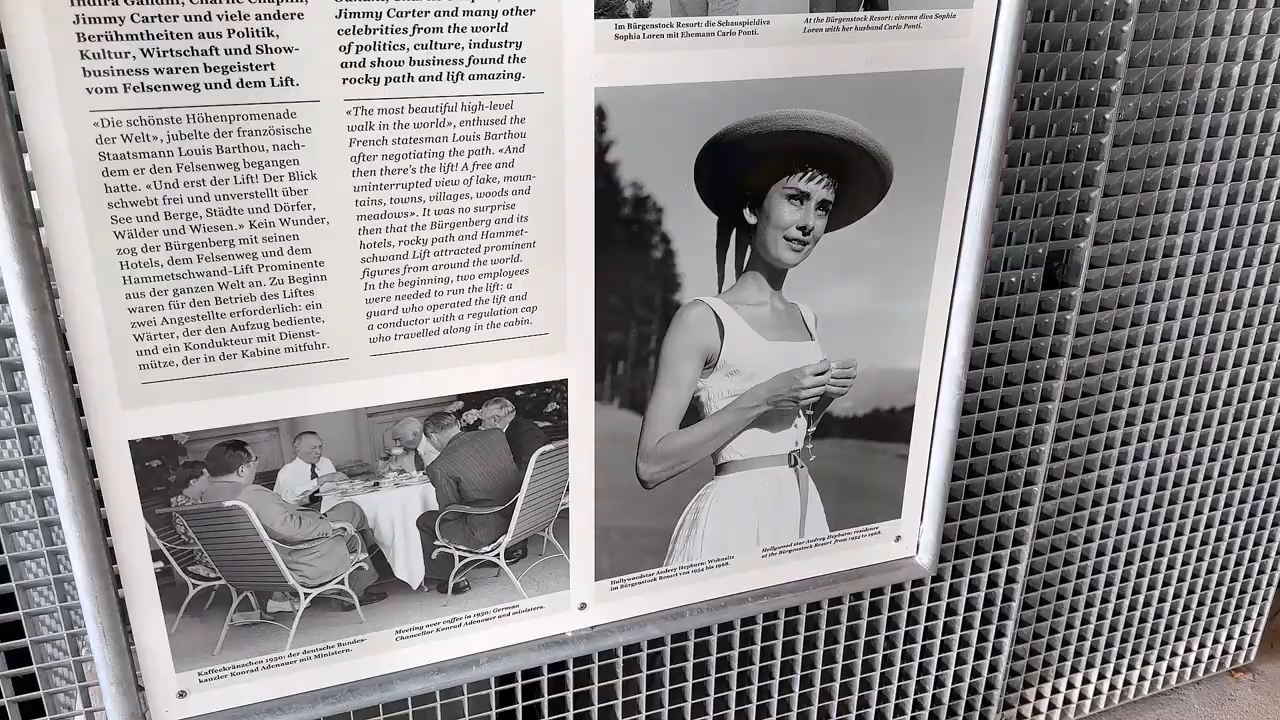 Indira Gandhi, Charlie Chaplin,
Jimmy Carter und viele andere
Berühmtheiten aus Politik,
Kultur, Wirtschaft und Show-
business waren begeistert
vom Felsenweg und dem Lift.
Jimmy Carter and many other
celebrities from the world
of politics, culture, industry
and show business found the
rocky path and lift amazing.
«Die schönste Höhenpromenade
der Welt», jubelte der französische
Staatsmann Louis Barthou, nach-
dem er den Felsenweg begangen
hatte. «Und erst der Lift! Der Blick
schwebt frei und unverstellt über
See und Berge, Städte und Dörfer,
Wälder und Wiesen.» Kein Wunder,
zog der Bürgenberg mit seinen
Hotels, dem Felsenweg und dem
Hammetschwand-Lift Prominente
aus der ganzen Welt an. Zu Beginn
waren für den Betrieb des Liftes
zwei Angestellte erforderlich: ein
Wärter, der den Aufzug bediente,
und ein Kondukteur mit Dienst-
mütze, der in der Kabine mitfuhr.
«The most beautiful high-level
walk in the world», enthused the
French statesman Louis Barthou
after negotiating the path. «And
then there's the lift! A free and
uninterrupted view of lake, moun-
tains, towns, villages, woods and
meadows». It was no surprise
then that the Bürgenberg and its
hotels, rocky path and Hammet-
schwand Lift attracted prominent
figures from around the world.
In the beginning, two employees
were needed to run the lift: a
guard who operated the lift and
a conductor with a regulation cap
who travelled along in the cabin.
Im Bürgenstock Resort: die Schauspieldiva
Sophia Loren mit Ehemann Carlo Ponti.
At the Bürgenstock Resort: cinema diva Sophia
Loren with her husband Carlo Ponti.
Kaffeekränzchen 1950: der deutsche Bundes-
kanzler Konrad Adenauer mit Ministern.
Meeting over coffee in 1950: German
Chancellor Konrad Adenauer and ministers.
Hollywoodstar Audrey Hepburn: Wohnsitz
im Bürgenstock Resort von 1954 bis 1968.
Hollywood star Audrey Hepburn: residence
at the Bürgenstock Resort from 1954 to 1968.